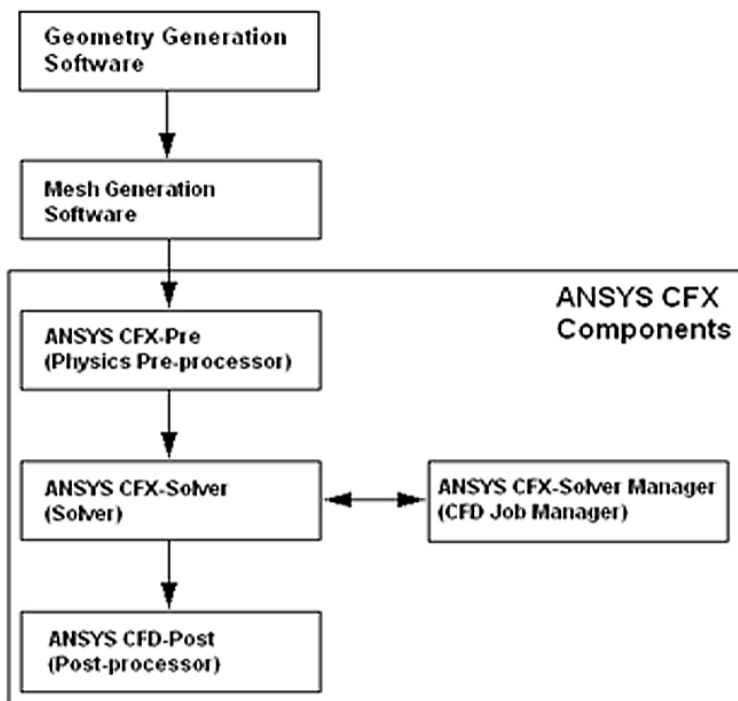 Geometry Generation
Software
Mesh Generation
Software
ANSYS CFX
Components
ANSYS CFX-Pre
(Physics Pre-processor)
ANSYS CFX-Solver
(Solver)
ANSYS CFX-Solver Manager
(CFD Job Manager)
ANSYS CFD-Post
(Post-processor)